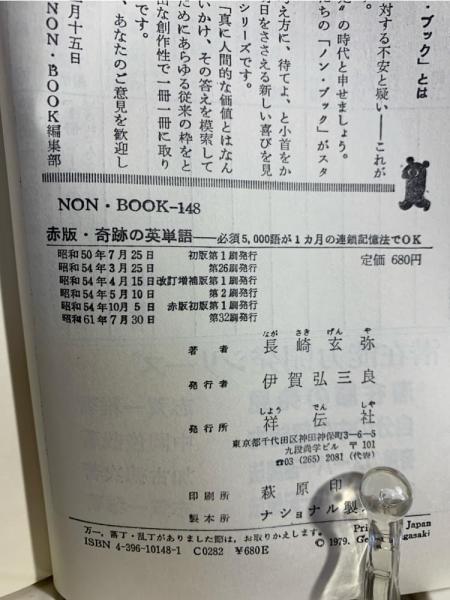 ・ブック」とは
対する不安と疑い——これが
。
〟の時代と申せましょう。
たちの「ノン・ブック」がスタ
え方に、待てよ、と小首をか
日をささえる新しい喜びを見
リーズです。
「真に人間的な価値とはなん
いかけ、その答えを模索して
ためにあらゆる従来の枠をと
由な創作性で一冊一冊に取り
です。
、あなたのご意見を歓迎し
月十五日
NON・BOOK編集部
NON・BOOK—148
赤版・奇跡の英単語——必須5,000語が1カ月の連鎖記憶法でOK
昭和50年7月25日 初版第1刷発行
定価 680円
昭和54年3月25日 第26刷発行
昭和54年4月15日 改訂増補版第1刷発行
昭和54年5月10日 第2刷発行
昭和54年10月5日 赤版初版第1刷発行
昭和61年7月30日 第32刷発行
なが さき げん や
著者 長崎玄弥
発行者 伊賀弘三良
しょう でん しゃ
発行所 祥伝社
東京都千代田区神田神保町3-6-5
九段尚学ビル 〒101
☎03(265)2081(代表)
印刷所 萩原印
製本所 ナショナル製
万一、落丁・乱丁がありました節は、お取りかえします。
Japan
ISBN 4-396-10148-1 C0282 ¥680E
© 1979. Ge gasaki